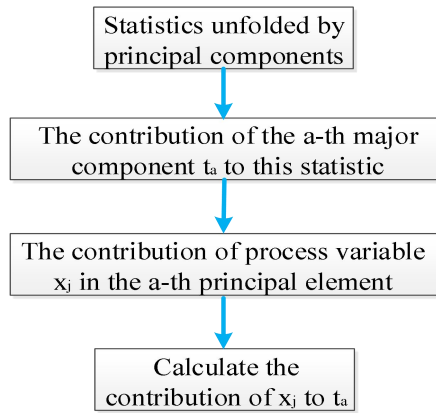 Statistics unfolded by
principal components
The contribution of the a-th major
component tₐ to this statistic
The contribution of process variable
xⱼ in the a-th principal element
Calculate the
contribution of xⱼ to tₐ